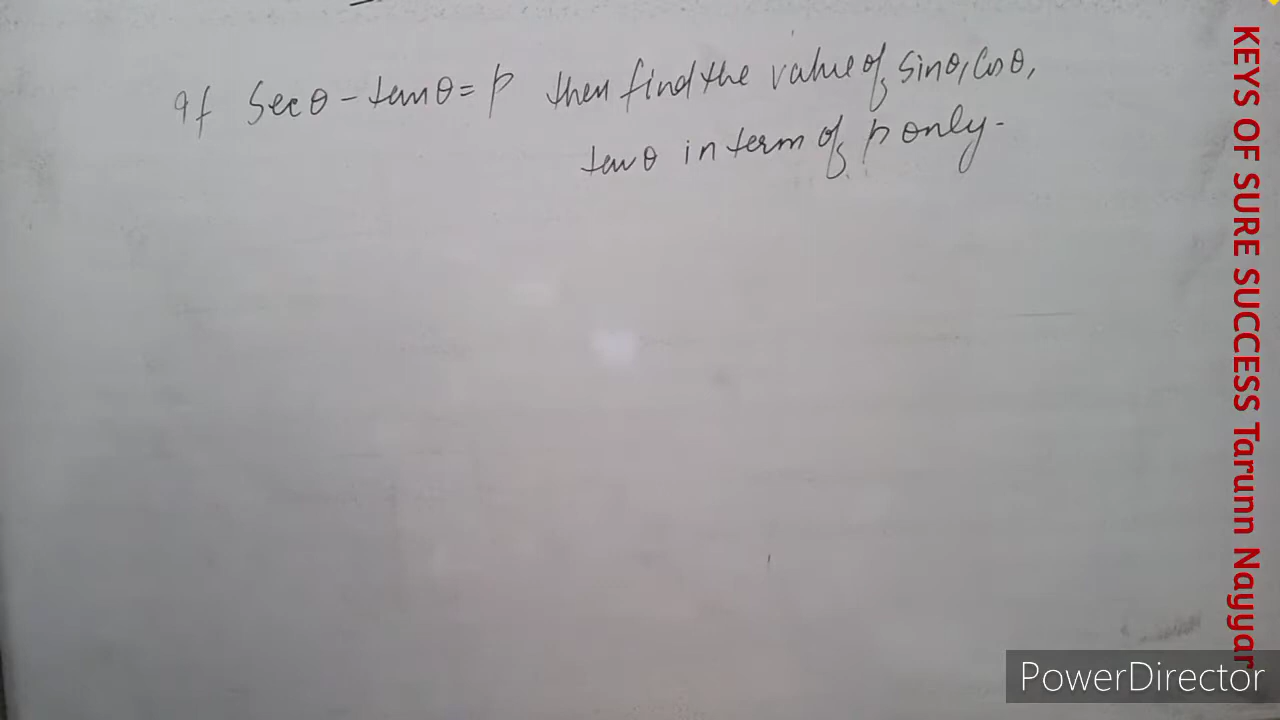 If Secθ - tanθ = p then find the value of Sinθ, Cosθ,
tanθ in term of p only.
KEYS OF SURE SUCCESS Tarunn Nayyar
PowerDirector